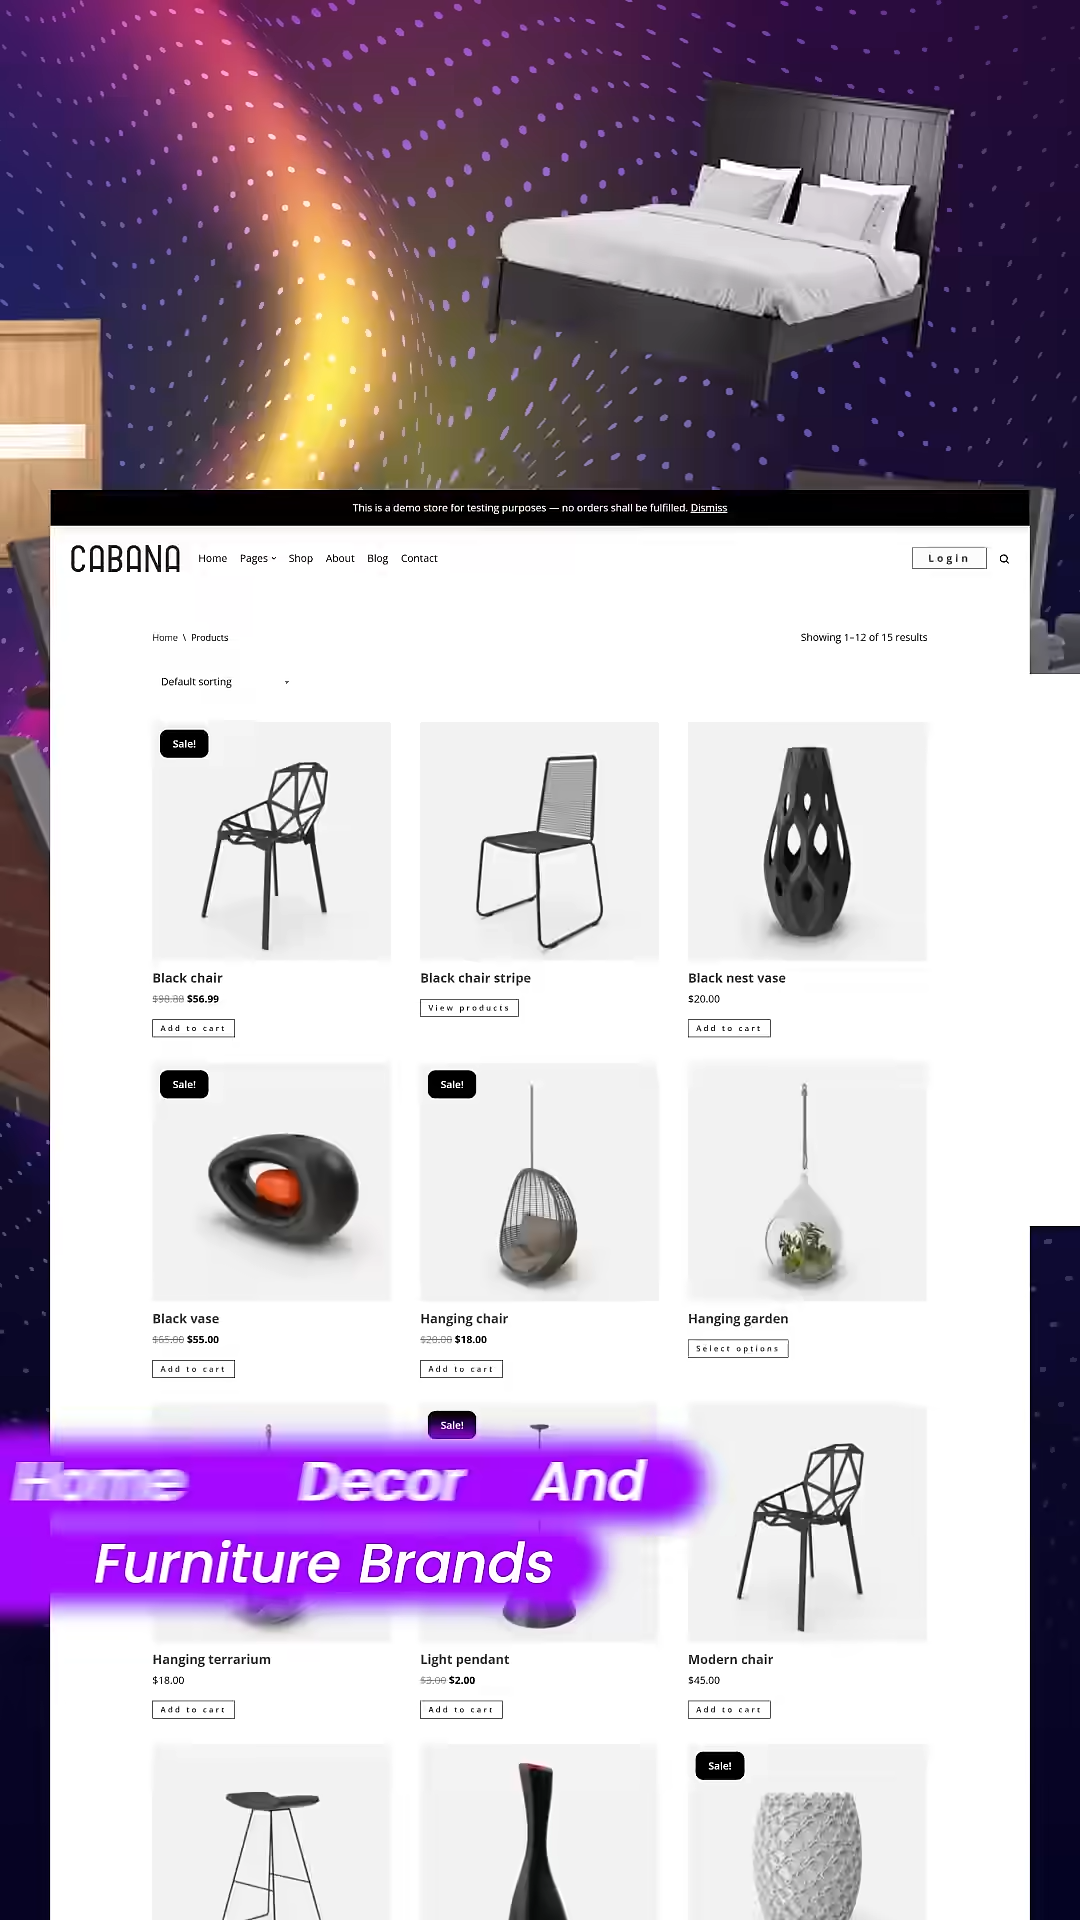 This is a demo store for testing purposes — no orders shall be fulfilled. Dismiss
CABANA Home Pages Shop About Blog Contact Login
Home \ Products Showing 1–12 of 15 results
Default sorting
Sale!
Black chair Black chair stripe Black nest vase
$98.88 $56.99 $20.00
Add to cart View products Add to cart
Sale! Sale!
Black vase Hanging chair Hanging garden
$65.00 $55.00 $20.00 $18.00
Add to cart Add to cart Select options
Sale!
Home Decor And
Furniture Brands
Hanging terrarium Light pendant Modern chair
$18.00 $3.00 $2.00 $45.00
Add to cart Add to cart Add to cart
Sale!